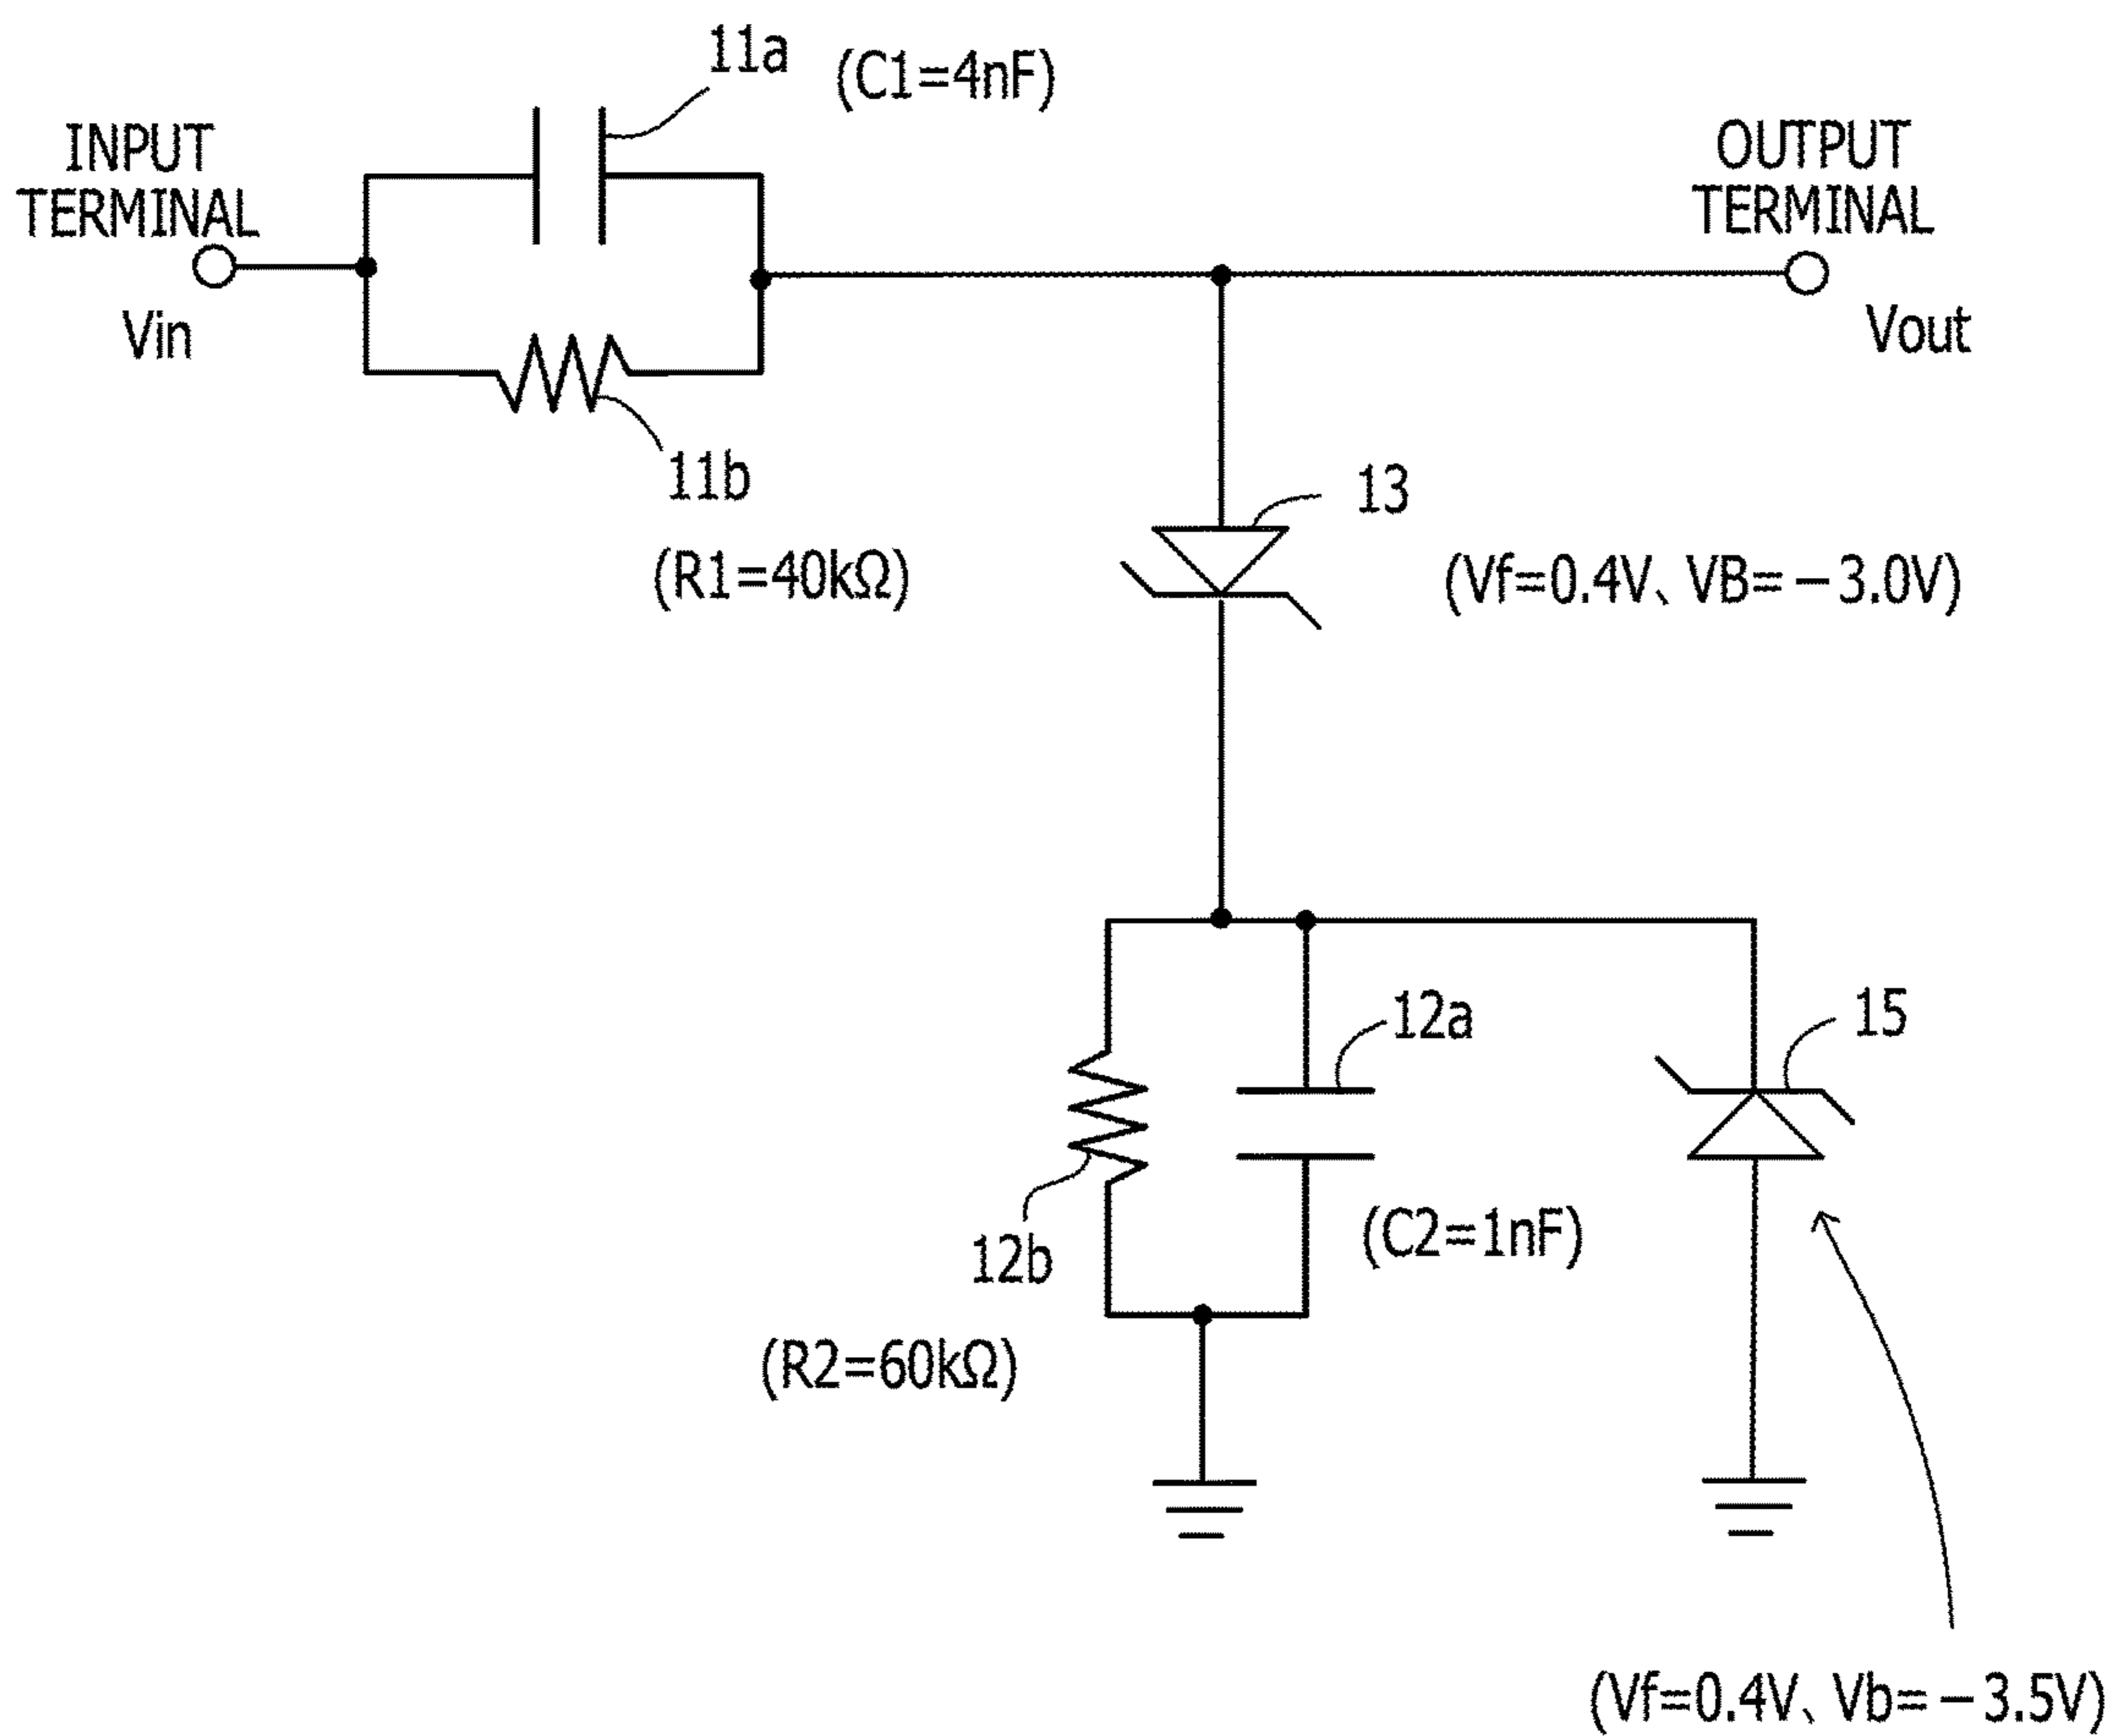 11a
(C1=4nF)
INPUT
TERMINAL
Vin
OUTPUT
TERMINAL
Vout
11b
(R1=40kΩ)
13
(Vf=0.4V、VB=−3.0V)
12a
15
12b
(C2=1nF)
(R2=60kΩ)
(Vf=0.4V、Vb=−3.5V)